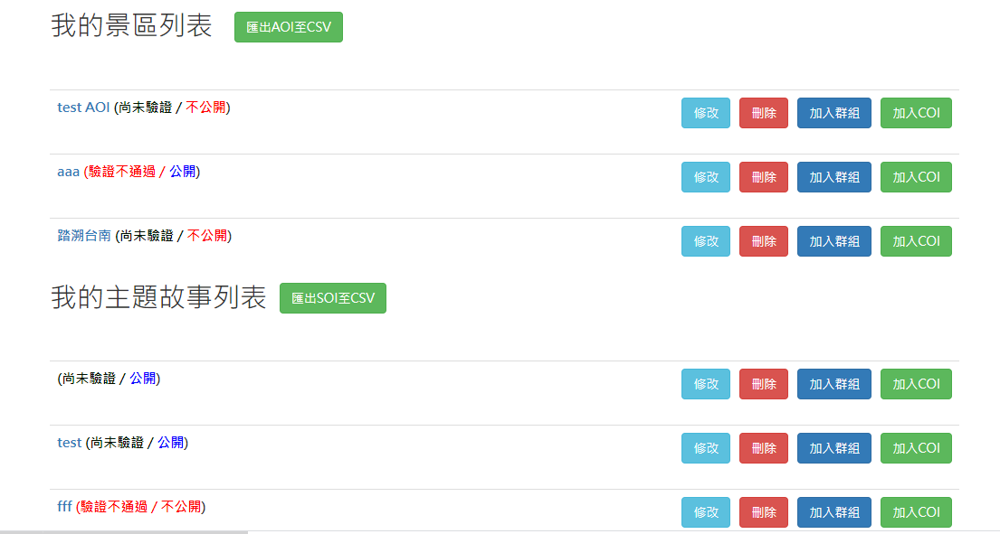 我的景區列表 匯出AOI至CSV
test AOI (尚未驗證 / 不公開) 修改 刪除 加入群組 加入COI
aaa (驗證不通過 / 公開) 修改 刪除 加入群組 加入COI
踏溯台南 (尚未驗證 / 不公開) 修改 刪除 加入群組 加入COI
我的主題故事列表 匯出SOI至CSV
(尚未驗證 / 公開) 修改 刪除 加入群組 加入COI
test (尚未驗證 / 公開) 修改 刪除 加入群組 加入COI
fff (驗證不通過 / 不公開) 修改 刪除 加入群組 加入COI